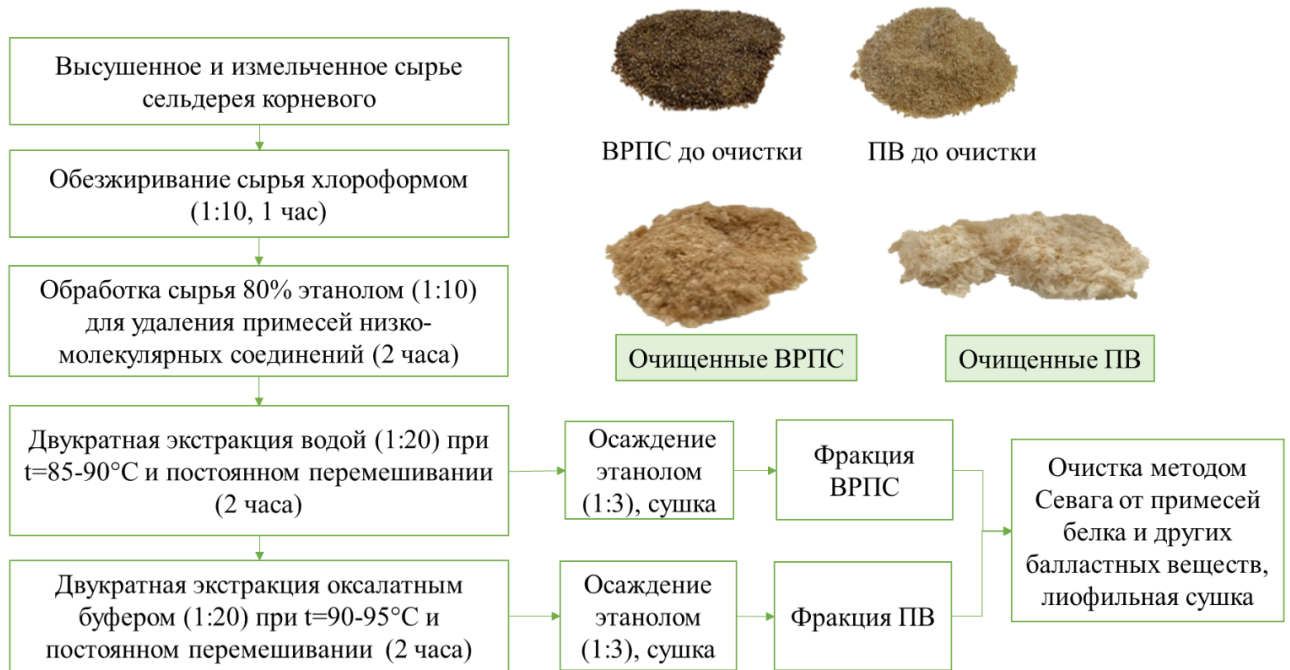 Высушенное и измельченное сырье
сельдерея корневого
Обезжиривание сырья хлороформом
(1:10, 1 час)
Обработка сырья 80% этанолом (1:10)
для удаления примесей низко-
молекулярных соединений (2 часа)
Двукратная экстракция водой (1:20) при
t=85-90°C и постоянном перемешивании
(2 часа)
Двукратная экстракция оксалатным
буфером (1:20) при t=90-95°C и
постоянном перемешивании (2 часа)
ВРПС до очистки
ПВ до очистки
Очищенные ВРПС
Очищенные ПВ
Осаждение
этанолом
(1:3), сушка
Фракция
ВРПС
Осаждение
этанолом
(1:3), сушка
Фракция ПВ
Очистка методом
Севага от примесей
белка и других
балластных веществ,
лиофильная сушка